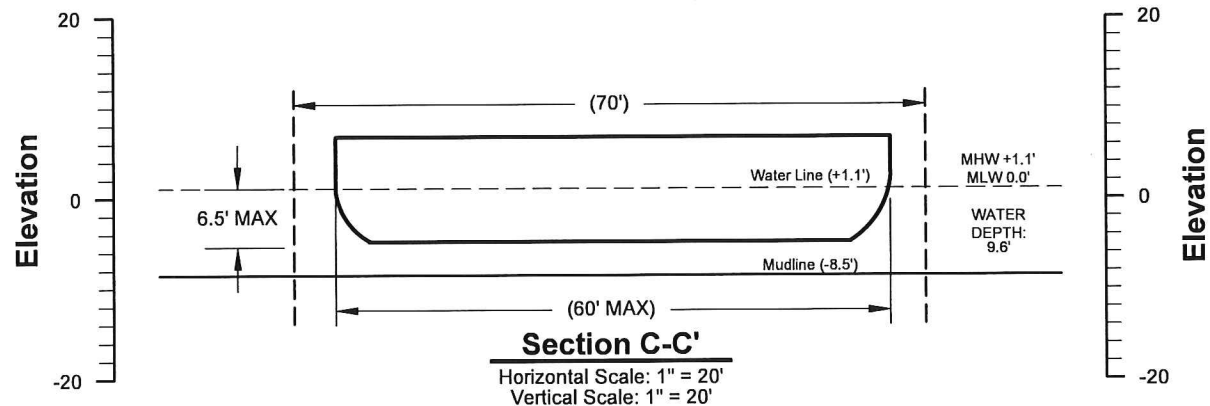 20
20
(70')
Elevation
Water Line (+1.1')
MHW +1.1'
MLW 0.0'
0
0
6.5' MAX
WATER
DEPTH:
9.6'
Elevation
Mudline (-8.5')
(60' MAX)
Section C-C'
-20
-20
Horizontal Scale: 1" = 20'
Vertical Scale: 1" = 20'